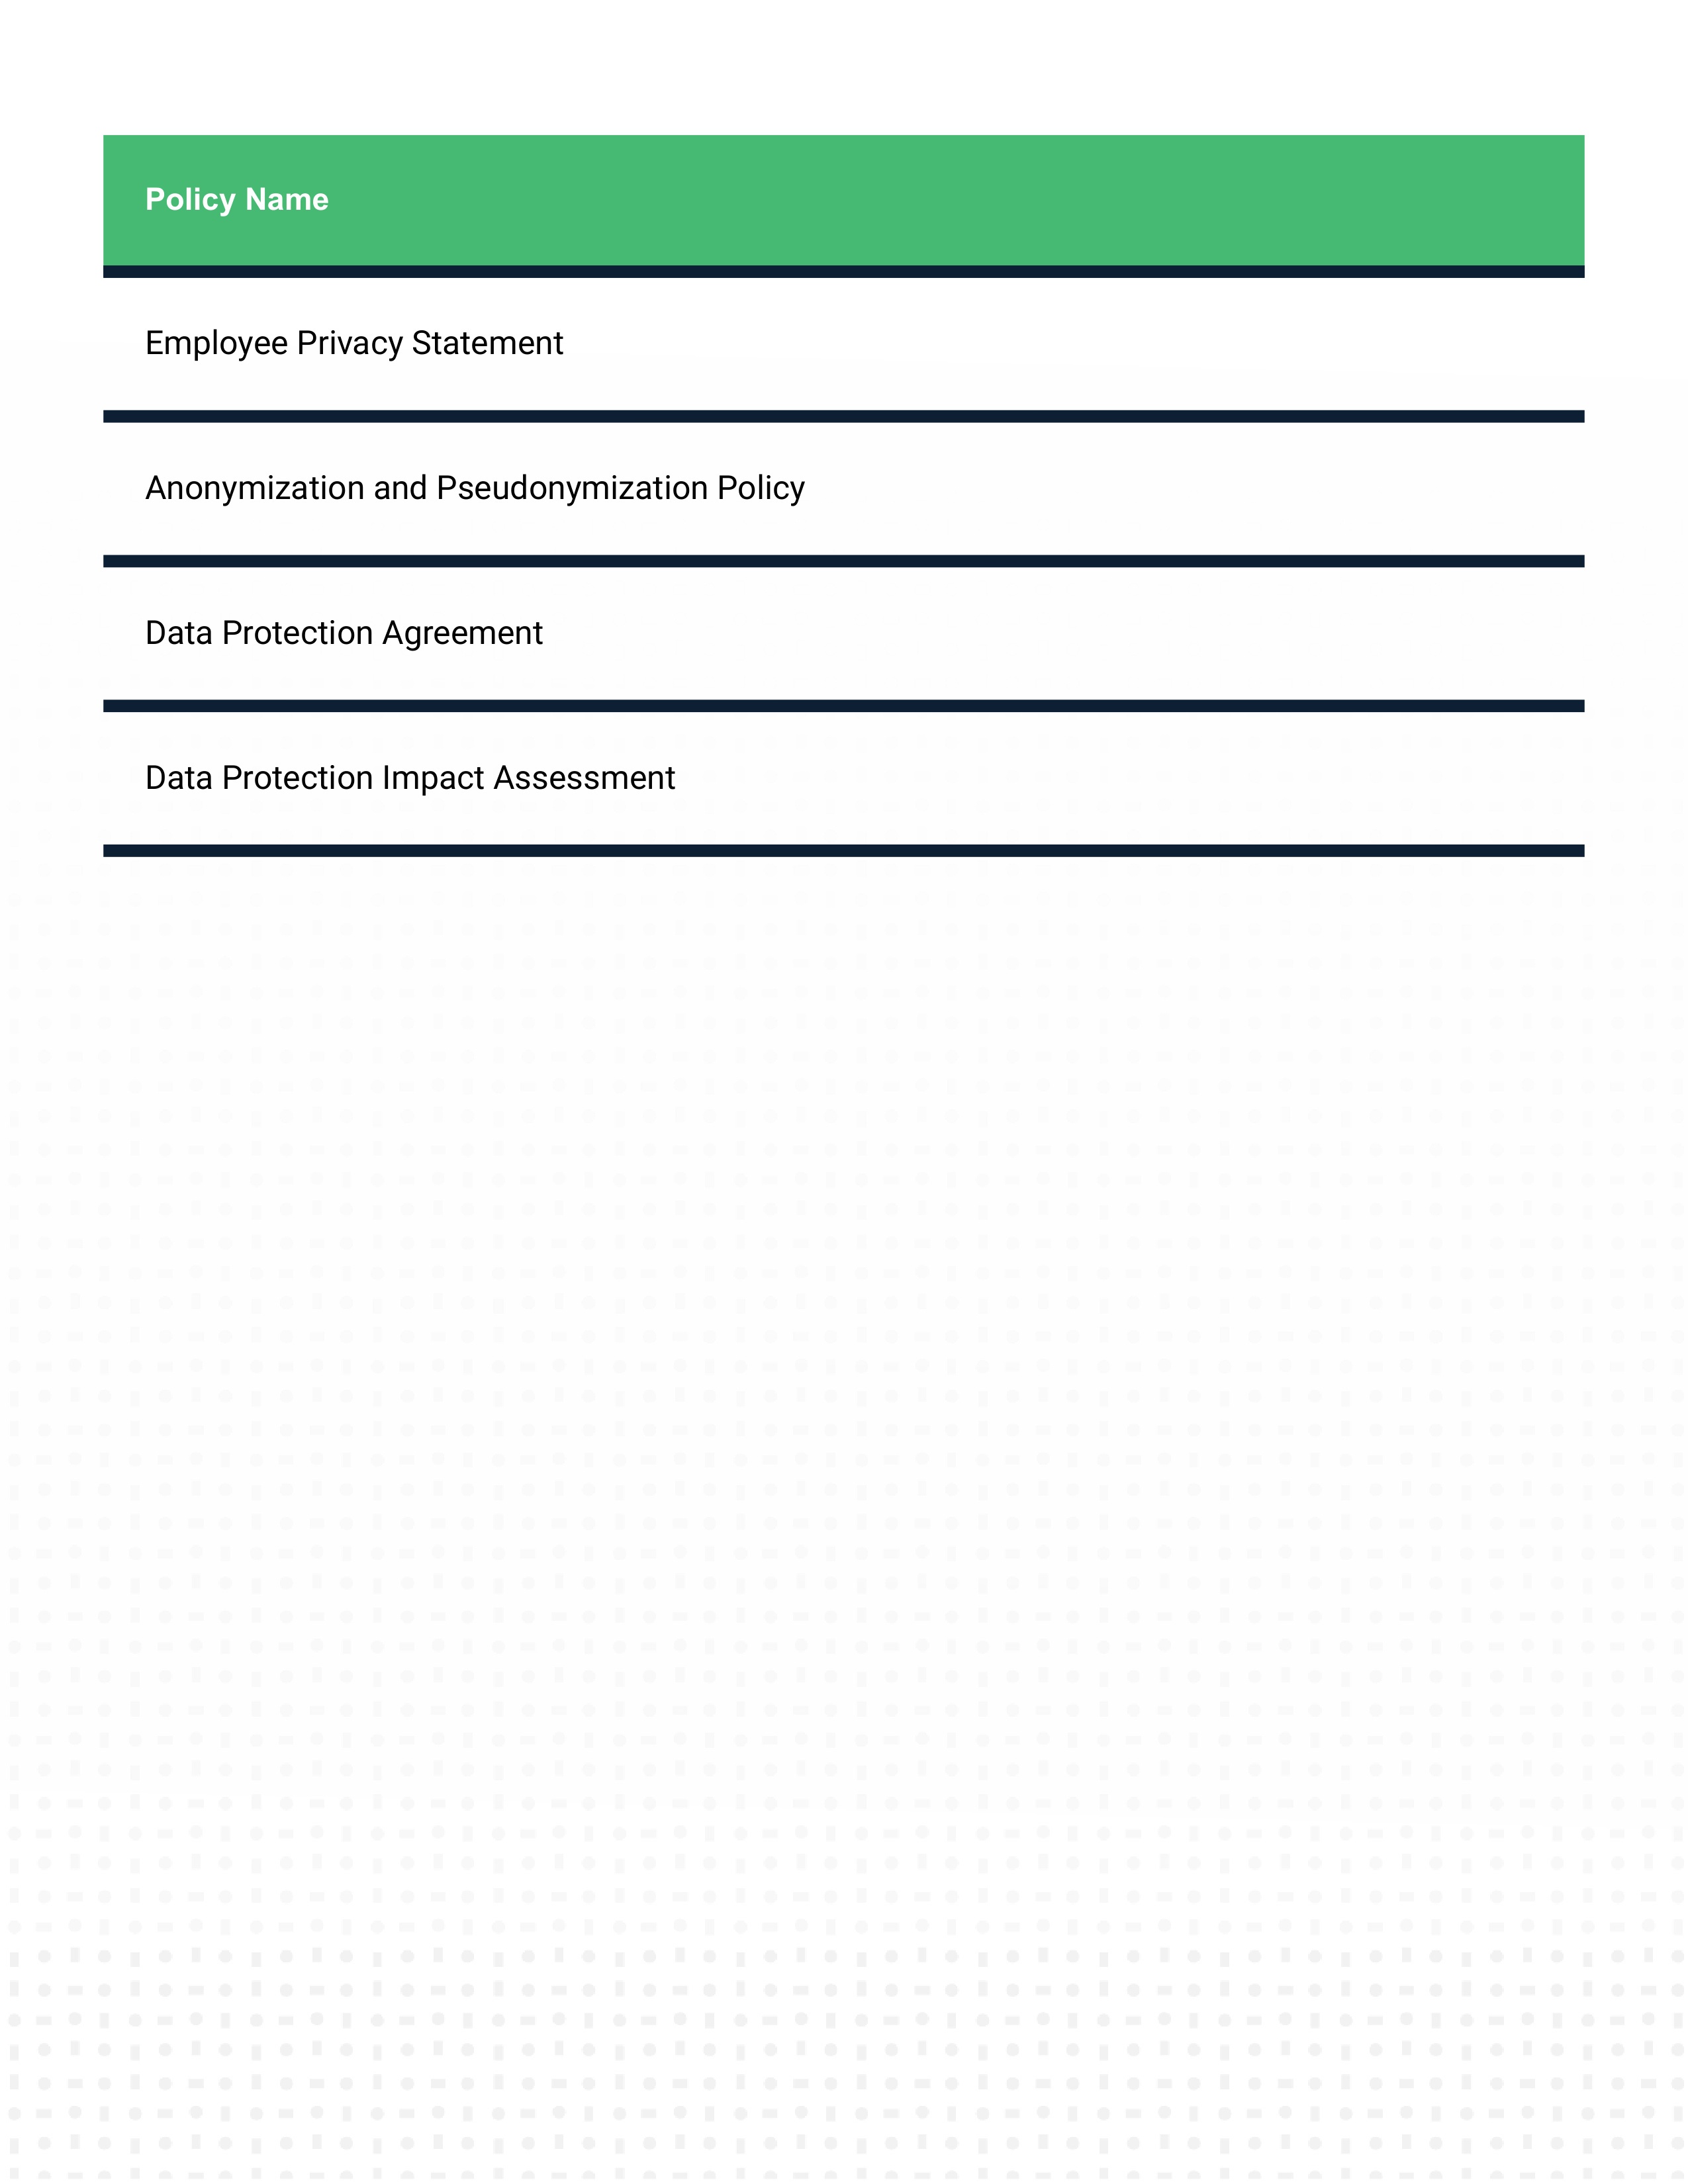 Policy Name
Employee Privacy Statement
Anonymization and Pseudonymization Policy
Data Protection Agreement
Data Protection Impact Assessment